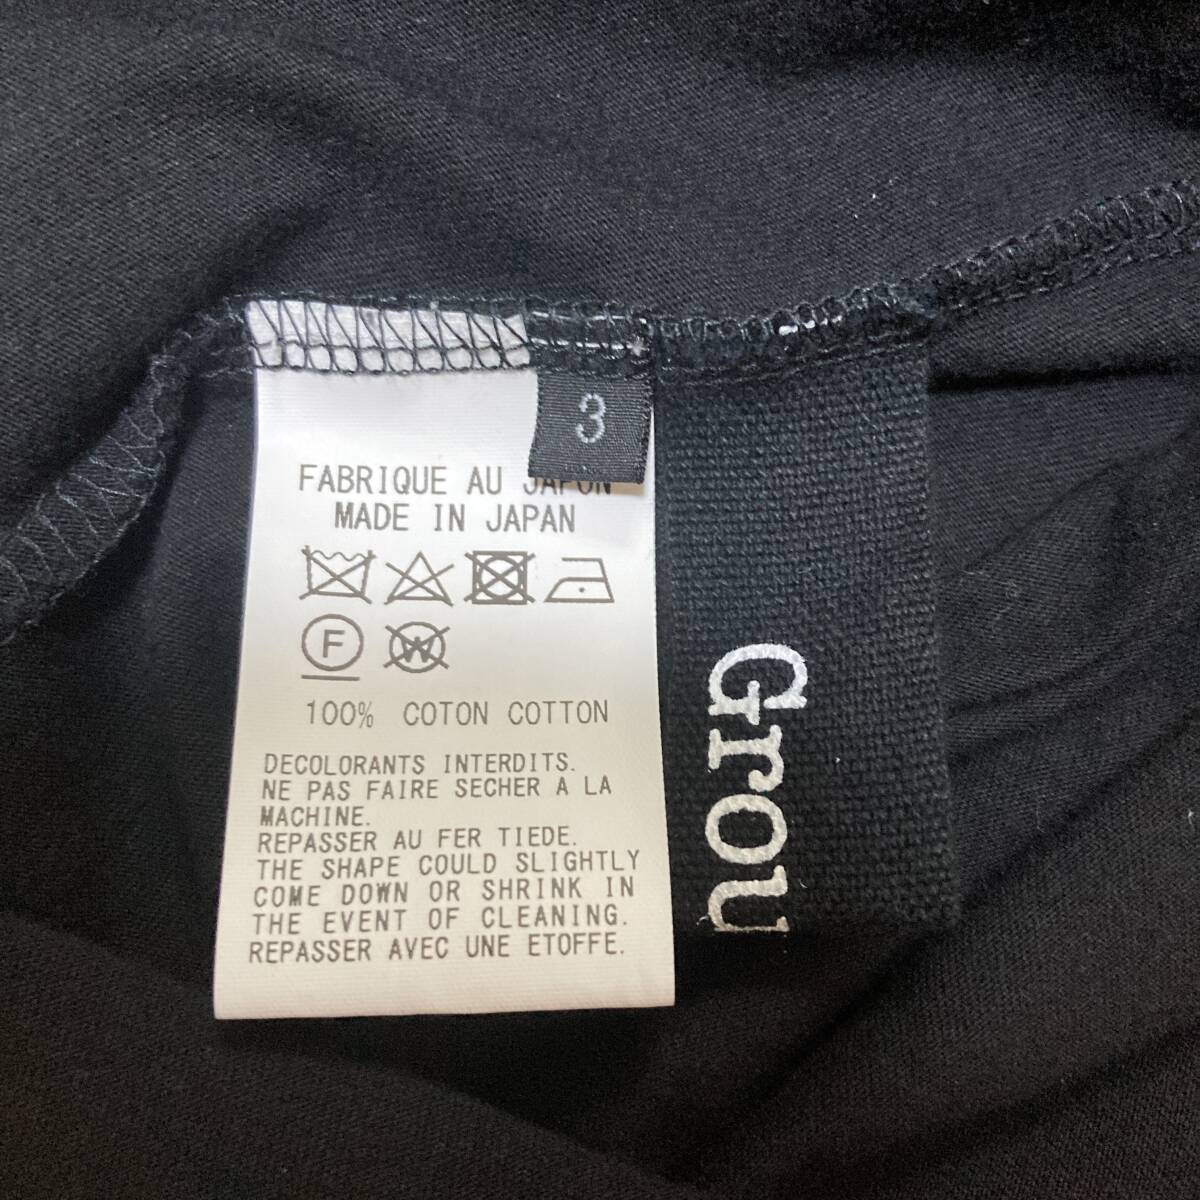 3
FABRIQUE AU JAPON
MADE IN JAPAN
F
W
100% COTON COTTON
DECOLORANTS INTERDITS.
NE PAS FAIRE SECHER A LA
MACHINE.
REPASSER AU FER TIEDE.
THE SHAPE COULD SLIGHTLY
COME DOWN OR SHRINK IN
THE EVENT OF CLEANING.
REPASSER AVEC UNE ETOFFE.
Grou